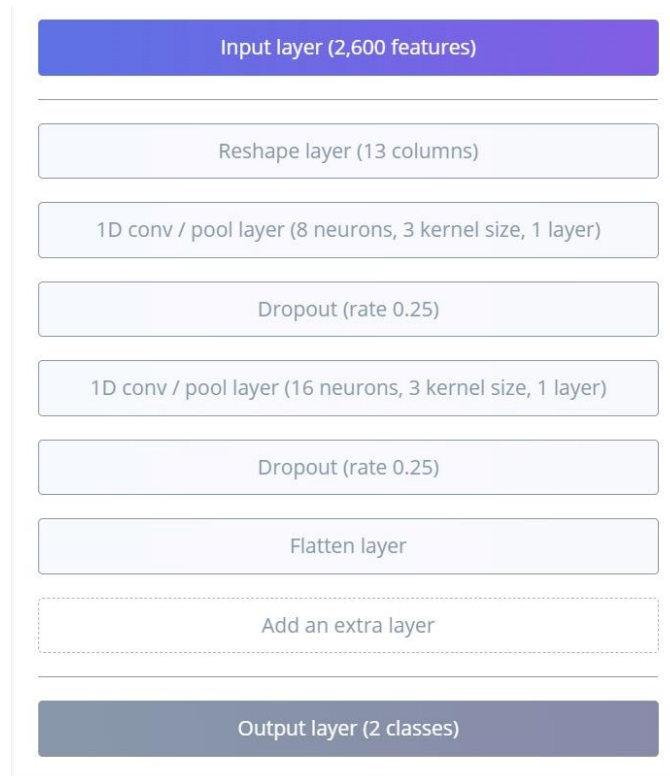 Input layer (2,600 features)
Reshape layer (13 columns)
1D conv / pool layer (8 neurons, 3 kernel size, 1 layer)
Dropout (rate 0.25)
1D conv / pool layer (16 neurons, 3 kernel size, 1 layer)
Dropout (rate 0.25)
Flatten layer
Add an extra layer
Output layer (2 classes)